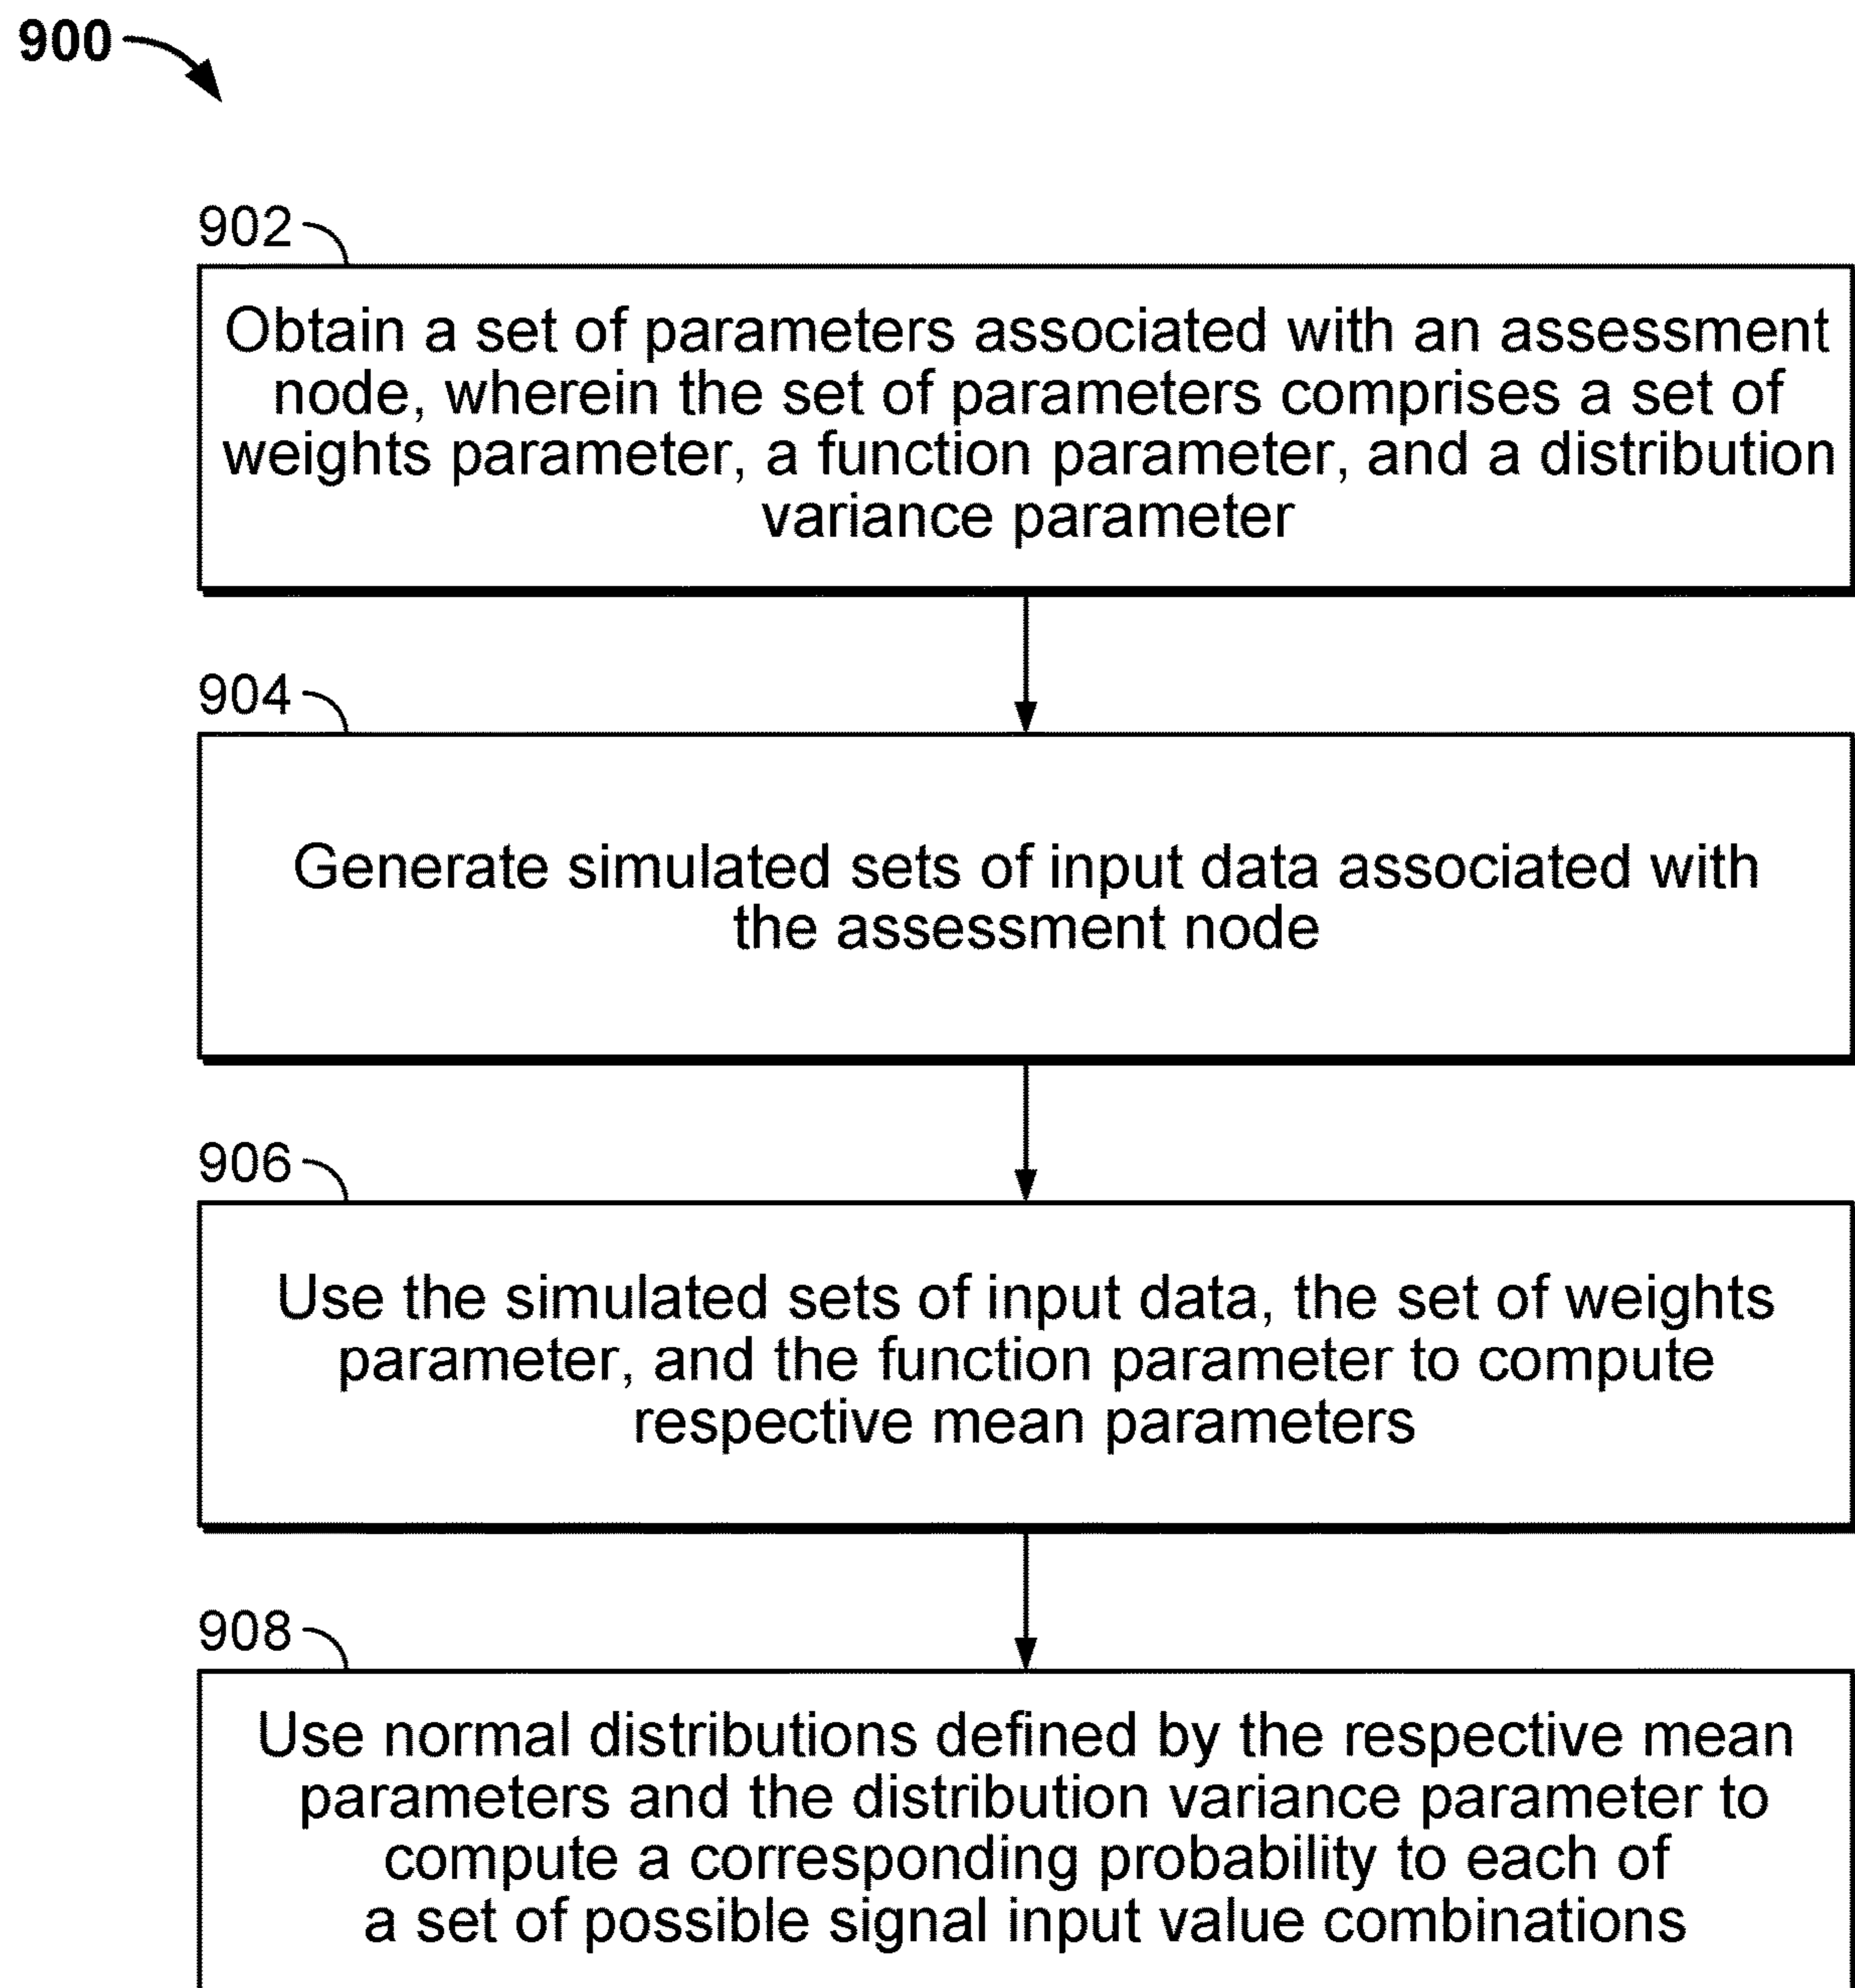 900
902
Obtain a set of parameters associated with an assessment
node, wherein the set of parameters comprises a set of
weights parameter, a function parameter, and a distribution
variance parameter
904
Generate simulated sets of input data associated with
the assessment node
906
Use the simulated sets of input data, the set of weights
parameter, and the function parameter to compute
respective mean parameters
908
Use normal distributions defined by the respective mean
parameters and the distribution variance parameter to
compute a corresponding probability to each of
a set of possible signal input value combinations